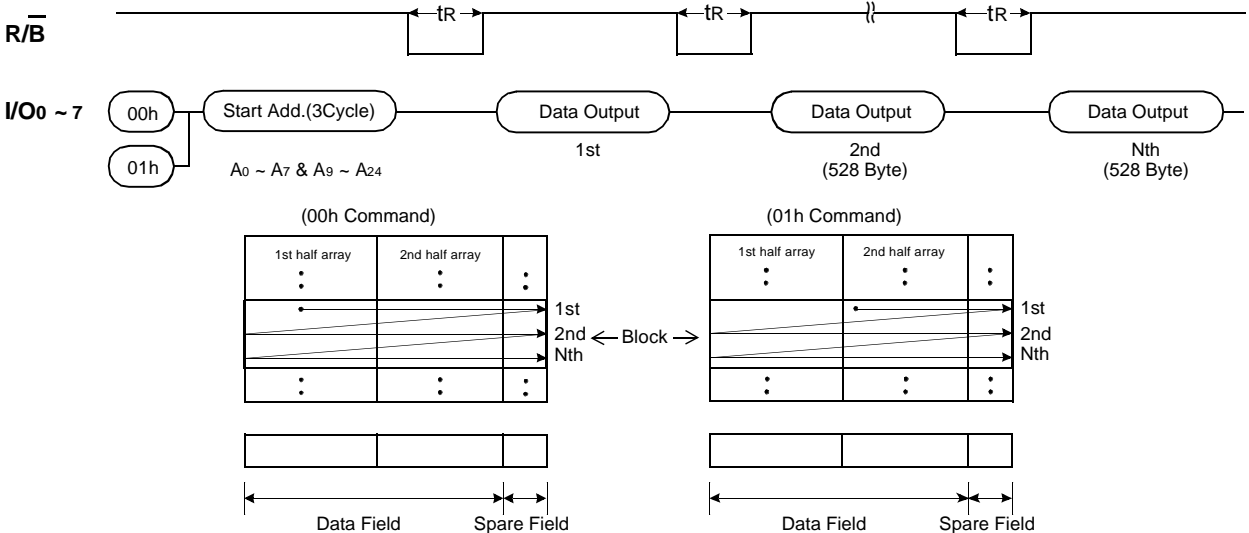 R/B
tR tR tR
I/O0 ~ 7
00h Start Add.(3Cycle) Data Output Data Output Data Output
01h
A0 ~ A7 & A9 ~ A24
1st 2nd Nth
(528 Byte) (528 Byte)
(00h Command) (01h Command)
1st half array 2nd half array 1st half array 2nd half array
1st 1st
2nd Block 2nd
Nth Nth
Data Field Spare Field Data Field Spare Field